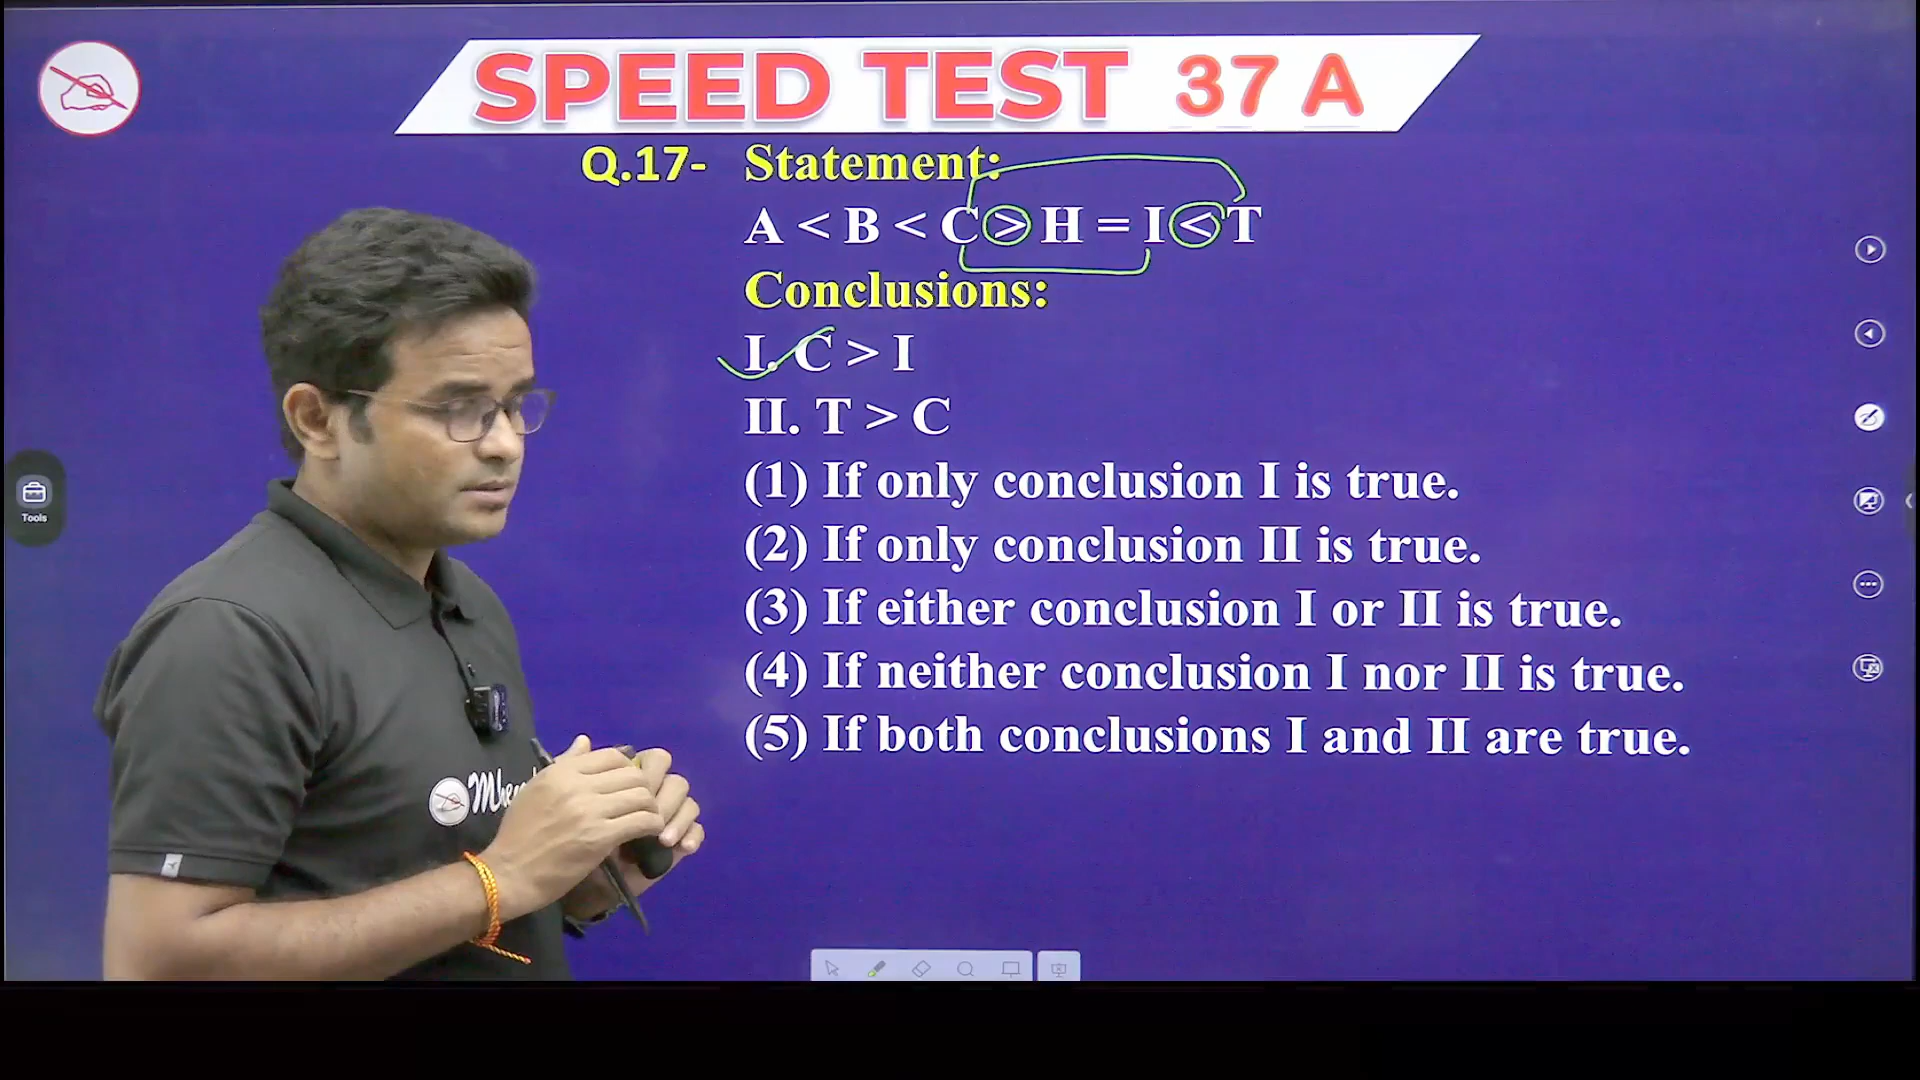 SPEED TEST 37 A
Q.17- Statement:
A < B < C > H = I < T
Conclusions:
I. C > I
II. T > C
(1) If only conclusion I is true.
(2) If only conclusion II is true.
(3) If either conclusion I or II is true.
(4) If neither conclusion I nor II is true.
(5) If both conclusions I and II are true.
Tools